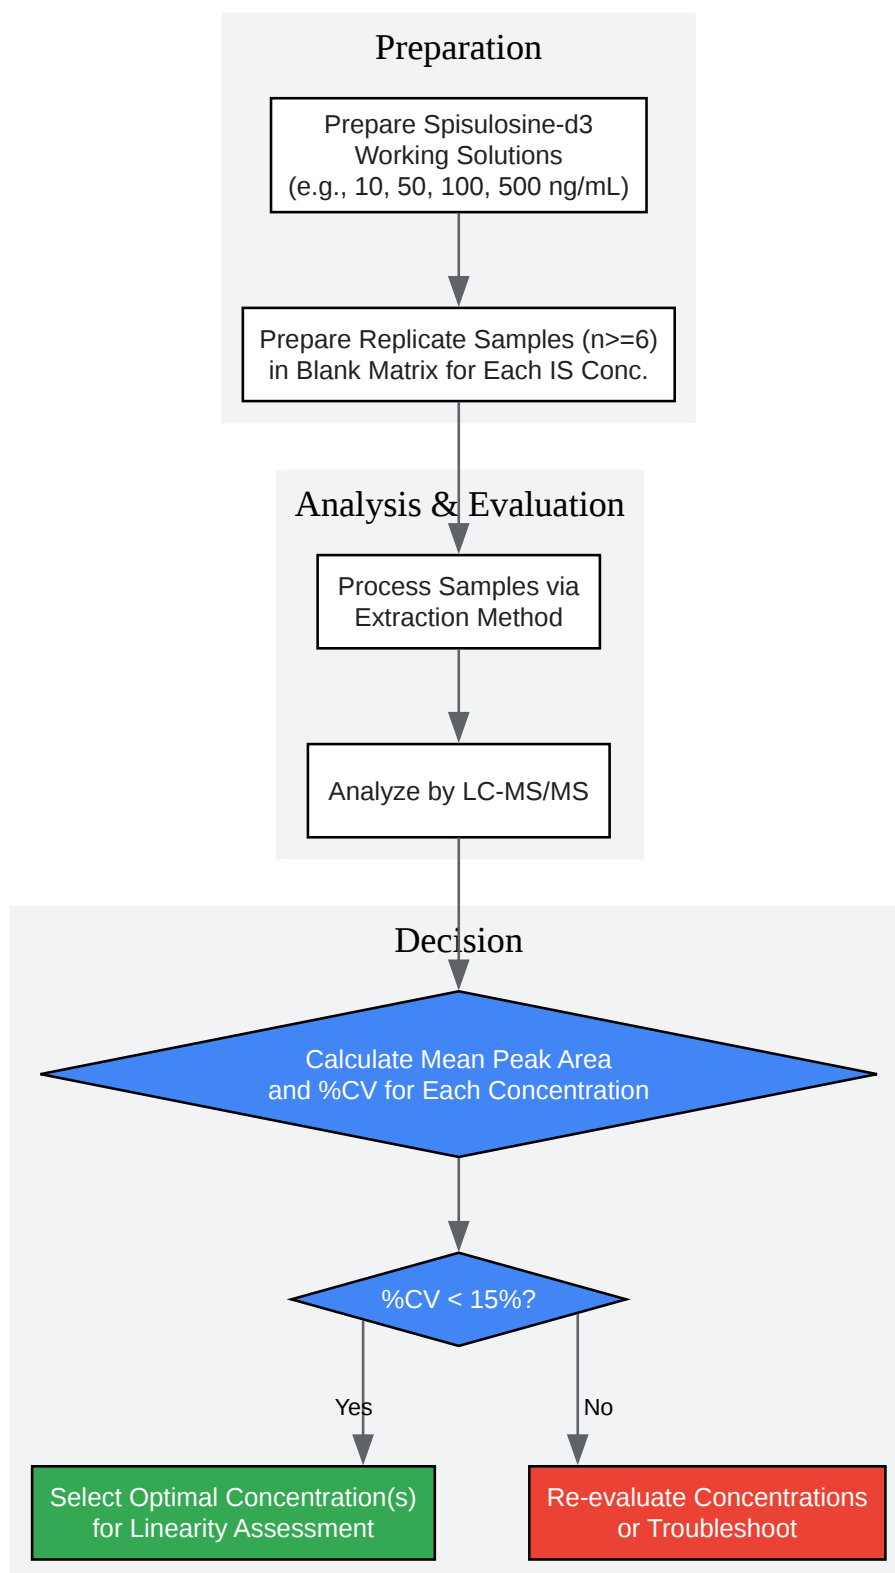 Preparation
Prepare Spisulosine-d3
Working Solutions
(e.g., 10, 50, 100, 500 ng/mL)
Prepare Replicate Samples (n>=6)
in Blank Matrix for Each IS Conc.
Analysis & Evaluation
Process Samples via
Extraction Method
Analyze by LC-MS/MS
Decision
Calculate Mean Peak Area
and %CV for Each Concentration
%CV < 15%?
Yes
No
Select Optimal Concentration(s)
for Linearity Assessment
Re-evaluate Concentrations
or Troubleshoot